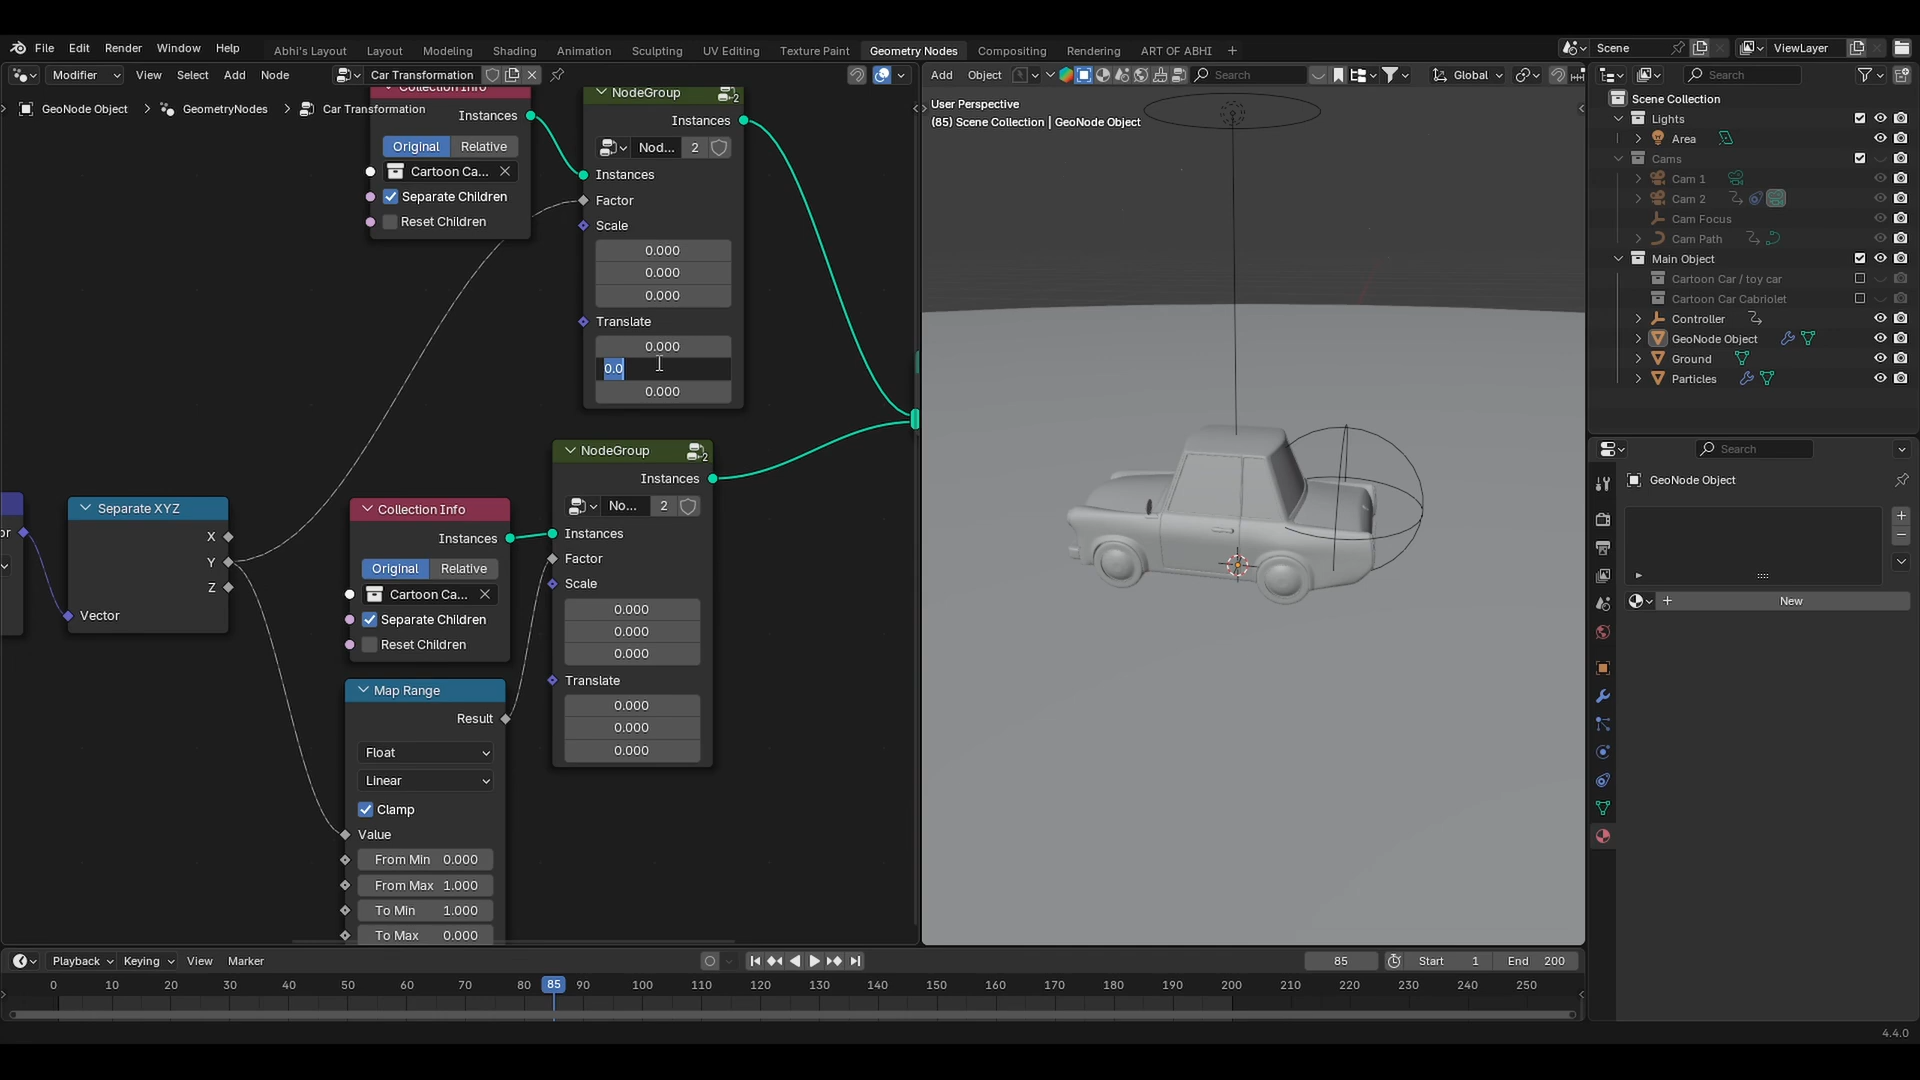 File Edit Render Window Help
Abhi's Layout Layout Modeling Shading Animation Sculpting UV Editing Texture Paint Geometry Nodes Compositing Rendering ART OF ABHI +
Scene
ViewLayer
Modifier View Select Add Node
Car Transformation
Add Object
Search
Global
Search
GeoNode Object > GeometryNodes > Car Transformation
Collection Info
Instances
Original Relative
Cartoon Ca...
Separate Children
Reset Children
NodeGroup
2
Instances
Nod... 2
Instances
Factor
Scale
0.000
0.000
0.000
Translate
0.000
0.0
0.000
Separate XYZ
X
Y
Z
Vector
or
Collection Info
Instances
Original Relative
Cartoon Ca...
Separate Children
Reset Children
NodeGroup
2
Instances
No... 2
Instances
Factor
Scale
0.000
0.000
0.000
Translate
0.000
0.000
0.000
Map Range
Result
Float
Linear
Clamp
Value
From Min 0.000
From Max 1.000
To Min 1.000
To Max 0.000
User Perspective
(85) Scene Collection | GeoNode Object
Scene Collection
Lights
Area
Cams
Cam 1
Cam 2
Cam Focus
Cam Path
Main Object
Cartoon Car / toy car
Cartoon Car Cabriolet
Controller
GeoNode Object
Ground
Particles
Search
GeoNode Object
+
New
Playback Keying View Marker
85
Start 1
End 200
0 10 20 30 40 50 60 70 80 85 90 100 110 120 130 140 150 160 170 180 190 200 210 220 230 240 250
4.4.0